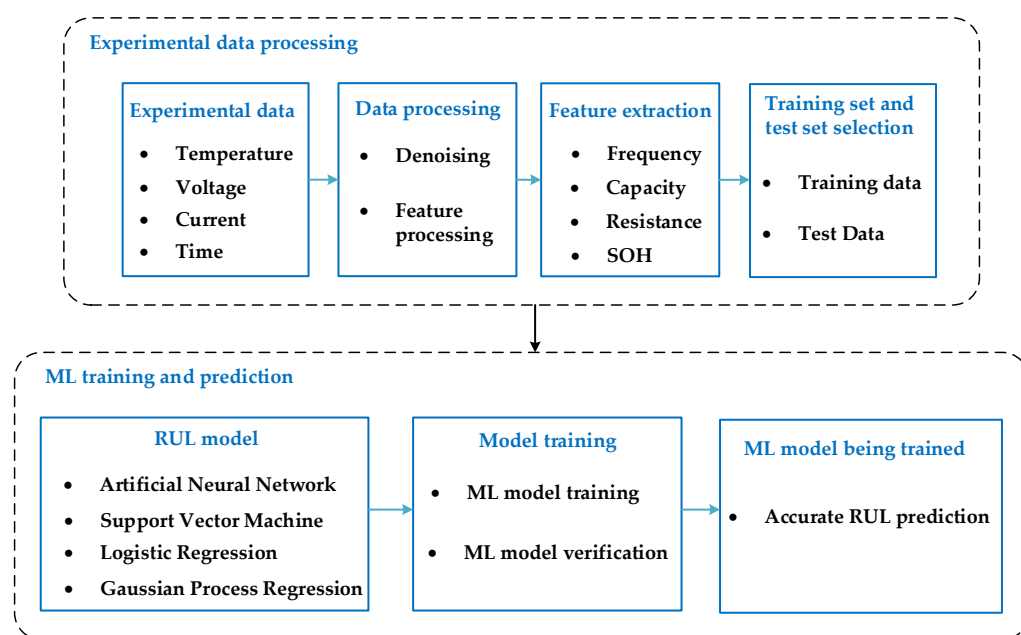 Experimental data processing
Experimental data
• Temperature
• Voltage
• Current
• Time
Data processing
• Denoising
• Feature
processing
Feature extraction
• Frequency
• Capacity
• Resistance
• SOH
Training set and
test set selection
• Training data
• Test Data
ML training and prediction
RUL model
• Artificial Neural Network
• Support Vector Machine
• Logistic Regression
• Gaussian Process Regression
Model training
• ML model training
• ML model verification
ML model being trained
• Accurate RUL prediction